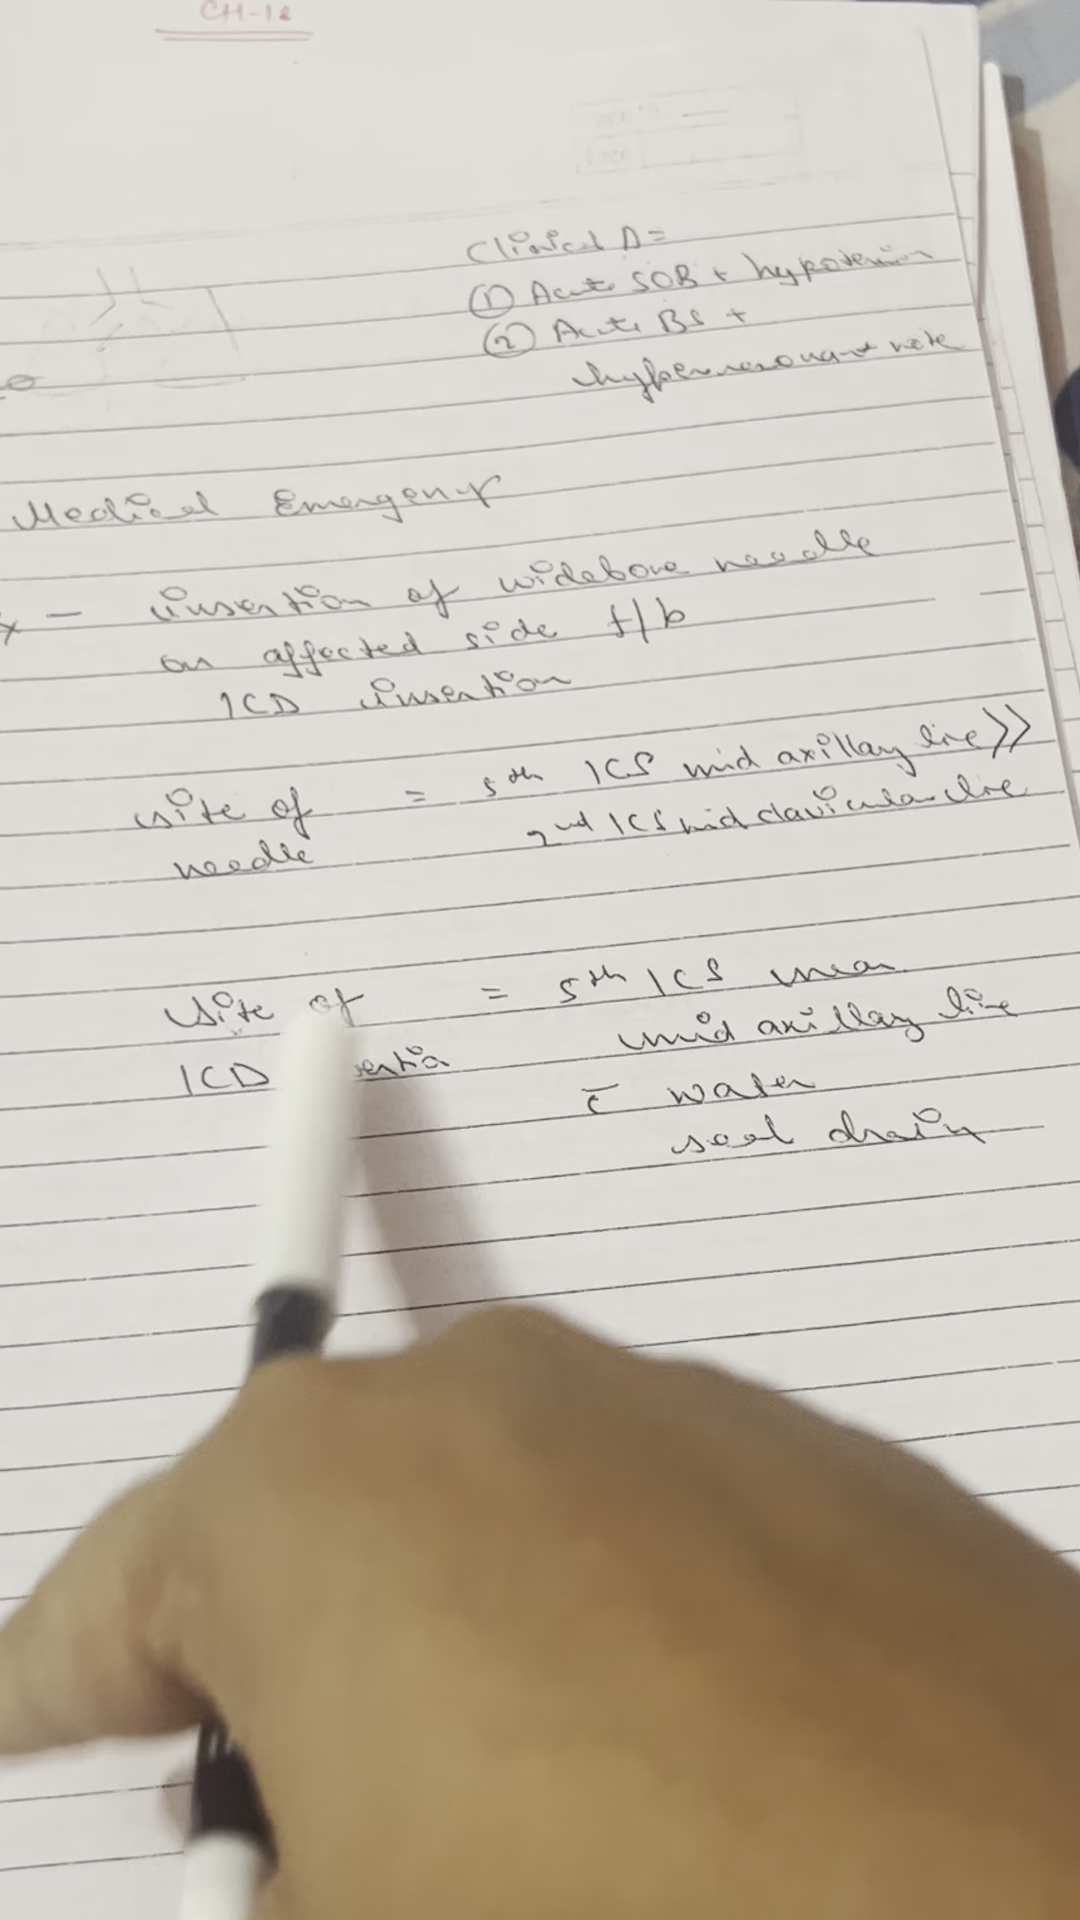 CH-12
Clinical Δ=
① Acute SOB + hypotension
② Acute BS +
hyperresonant note
Medical Emergency
x - insertion of widebore needle
on affected side f/b
ICD insertion
site of = 5th ICS mid axillary line >>
needle 2nd ICS mid clavicular line
Site of = 5th ICS near
ICD mid axillary line
c̄ water
seal drain